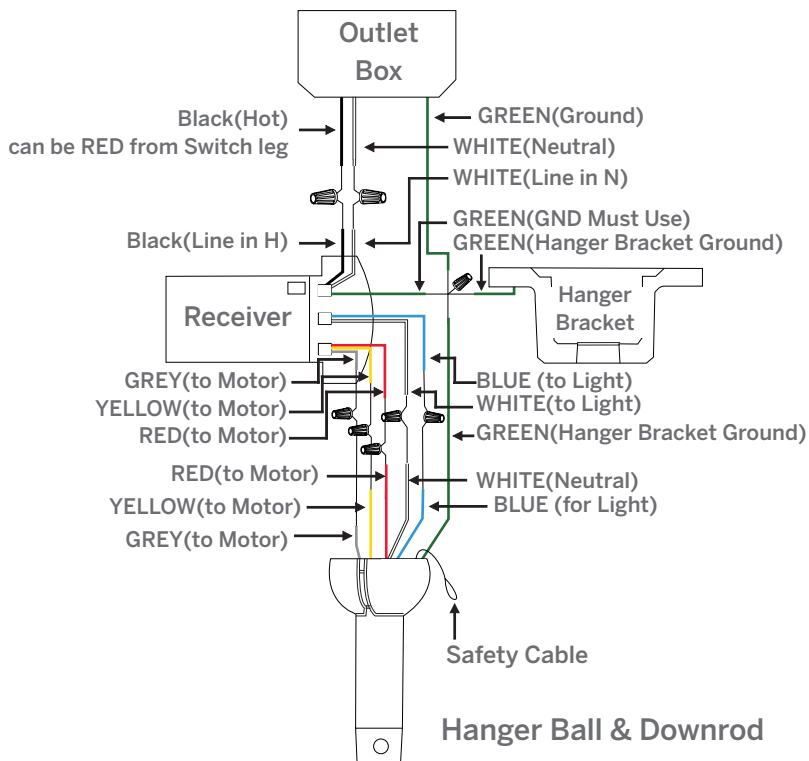 Outlet
Box
Black(Hot)
can be RED from Switch leg
GREEN(Ground)
WHITE(Neutral)
WHITE(Line in N)
Black(Line in H)
GREEN(GND Must Use)
GREEN(Hanger Bracket Ground)
Receiver
Hanger
Bracket
GREY(to Motor)
YELLOW(to Motor)
RED(to Motor)
BLUE (to Light)
WHITE(to Light)
GREEN(Hanger Bracket Ground)
RED(to Motor)
YELLOW(to Motor)
GREY(to Motor)
WHITE(Neutral)
BLUE (for Light)
Safety Cable
Hanger Ball & Downrod